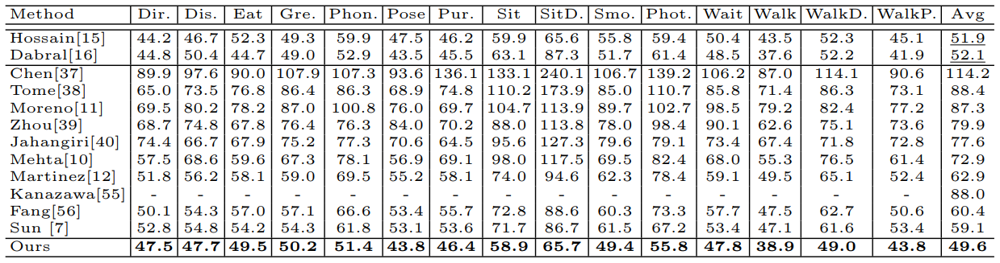 Method Dir. Dis. Eat Gre. Phon. Pose Pur. Sit SitD. Smo. Phot. Wait Walk WalkD. WalkP. Avg
Hossain[15] 44.2 46.7 52.3 49.3 59.9 47.5 46.2 59.9 65.6 55.8 59.4 50.4 43.5 52.3 45.1 51.9
Dabral[16] 44.8 50.4 44.7 49.0 52.9 43.5 45.5 63.1 87.3 51.7 61.4 48.5 37.6 52.2 41.9 52.1
Chen[37] 89.9 97.6 90.0 107.9 107.3 93.6 136.1 133.1 240.1 106.7 139.2 106.2 87.0 114.1 90.6 114.2
Tome[38] 65.0 73.5 76.8 86.4 86.3 68.9 74.8 110.2 173.9 85.0 110.7 85.8 71.4 86.3 73.1 88.4
Moreno[11] 69.5 80.2 78.2 87.0 100.8 76.0 69.7 104.7 113.9 89.7 102.7 98.5 79.2 82.4 77.2 87.3
Zhou[39] 68.7 74.8 67.8 76.4 76.3 84.0 70.2 88.0 113.8 78.0 98.4 90.1 62.6 75.1 73.6 79.9
Jahangiri[40] 74.4 66.7 67.9 75.2 77.3 70.6 64.5 95.6 127.3 79.6 79.1 73.4 67.4 71.8 72.8 77.6
Mehta[10] 57.5 68.6 59.6 67.3 78.1 56.9 69.1 98.0 117.5 69.5 82.4 68.0 55.3 76.5 61.4 72.9
Martinez[12] 51.8 56.2 58.1 59.0 69.5 55.2 58.1 74.0 94.6 62.3 78.4 59.1 49.5 65.1 52.4 62.9
Kanazawa[55] - - - - - - - - - - - - - - - 88.0
Fang[56] 50.1 54.3 57.0 57.1 66.6 53.4 55.7 72.8 88.6 60.3 73.3 57.7 47.5 62.7 50.6 60.4
Sun [7] 52.8 54.8 54.2 54.3 61.8 53.1 53.6 71.7 86.7 61.5 67.2 53.4 47.1 61.6 53.4 59.1
Ours 47.5 47.7 49.5 50.2 51.4 43.8 46.4 58.9 65.7 49.4 55.8 47.8 38.9 49.0 43.8 49.6